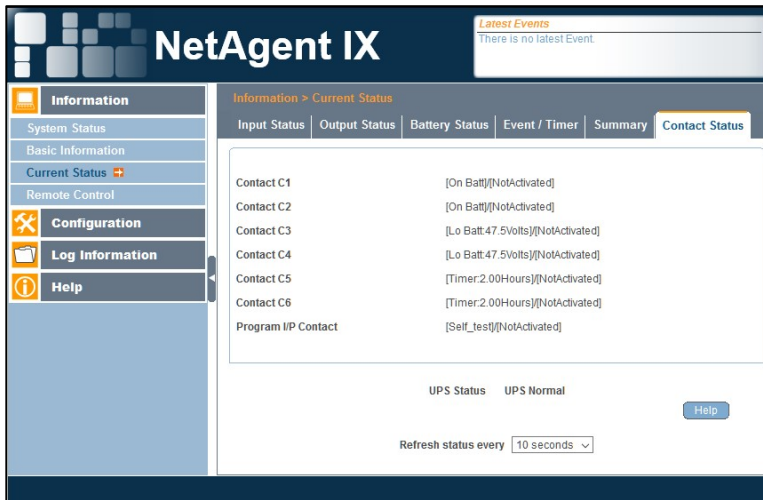 NetAgent IX
Latest Events
There is no latest Event.
Information
System Status
Basic Information
Current Status
Remote Control
Configuration
Log Information
Help
Information > Current Status
Input Status
Output Status
Battery Status
Event / Timer
Summary
Contact Status
Contact C1 [On Batt]/[NotActivated]
Contact C2 [On Batt]/[NotActivated]
Contact C3 [Lo Batt:47.5Volts]/[NotActivated]
Contact C4 [Lo Batt:47.5Volts]/[NotActivated]
Contact C5 [Timer:2.00Hours]/[NotActivated]
Contact C6 [Timer:2.00Hours]/[NotActivated]
Program I/P Contact [Self_test]/[NotActivated]
UPS Status UPS Normal
Help
Refresh status every 10 seconds